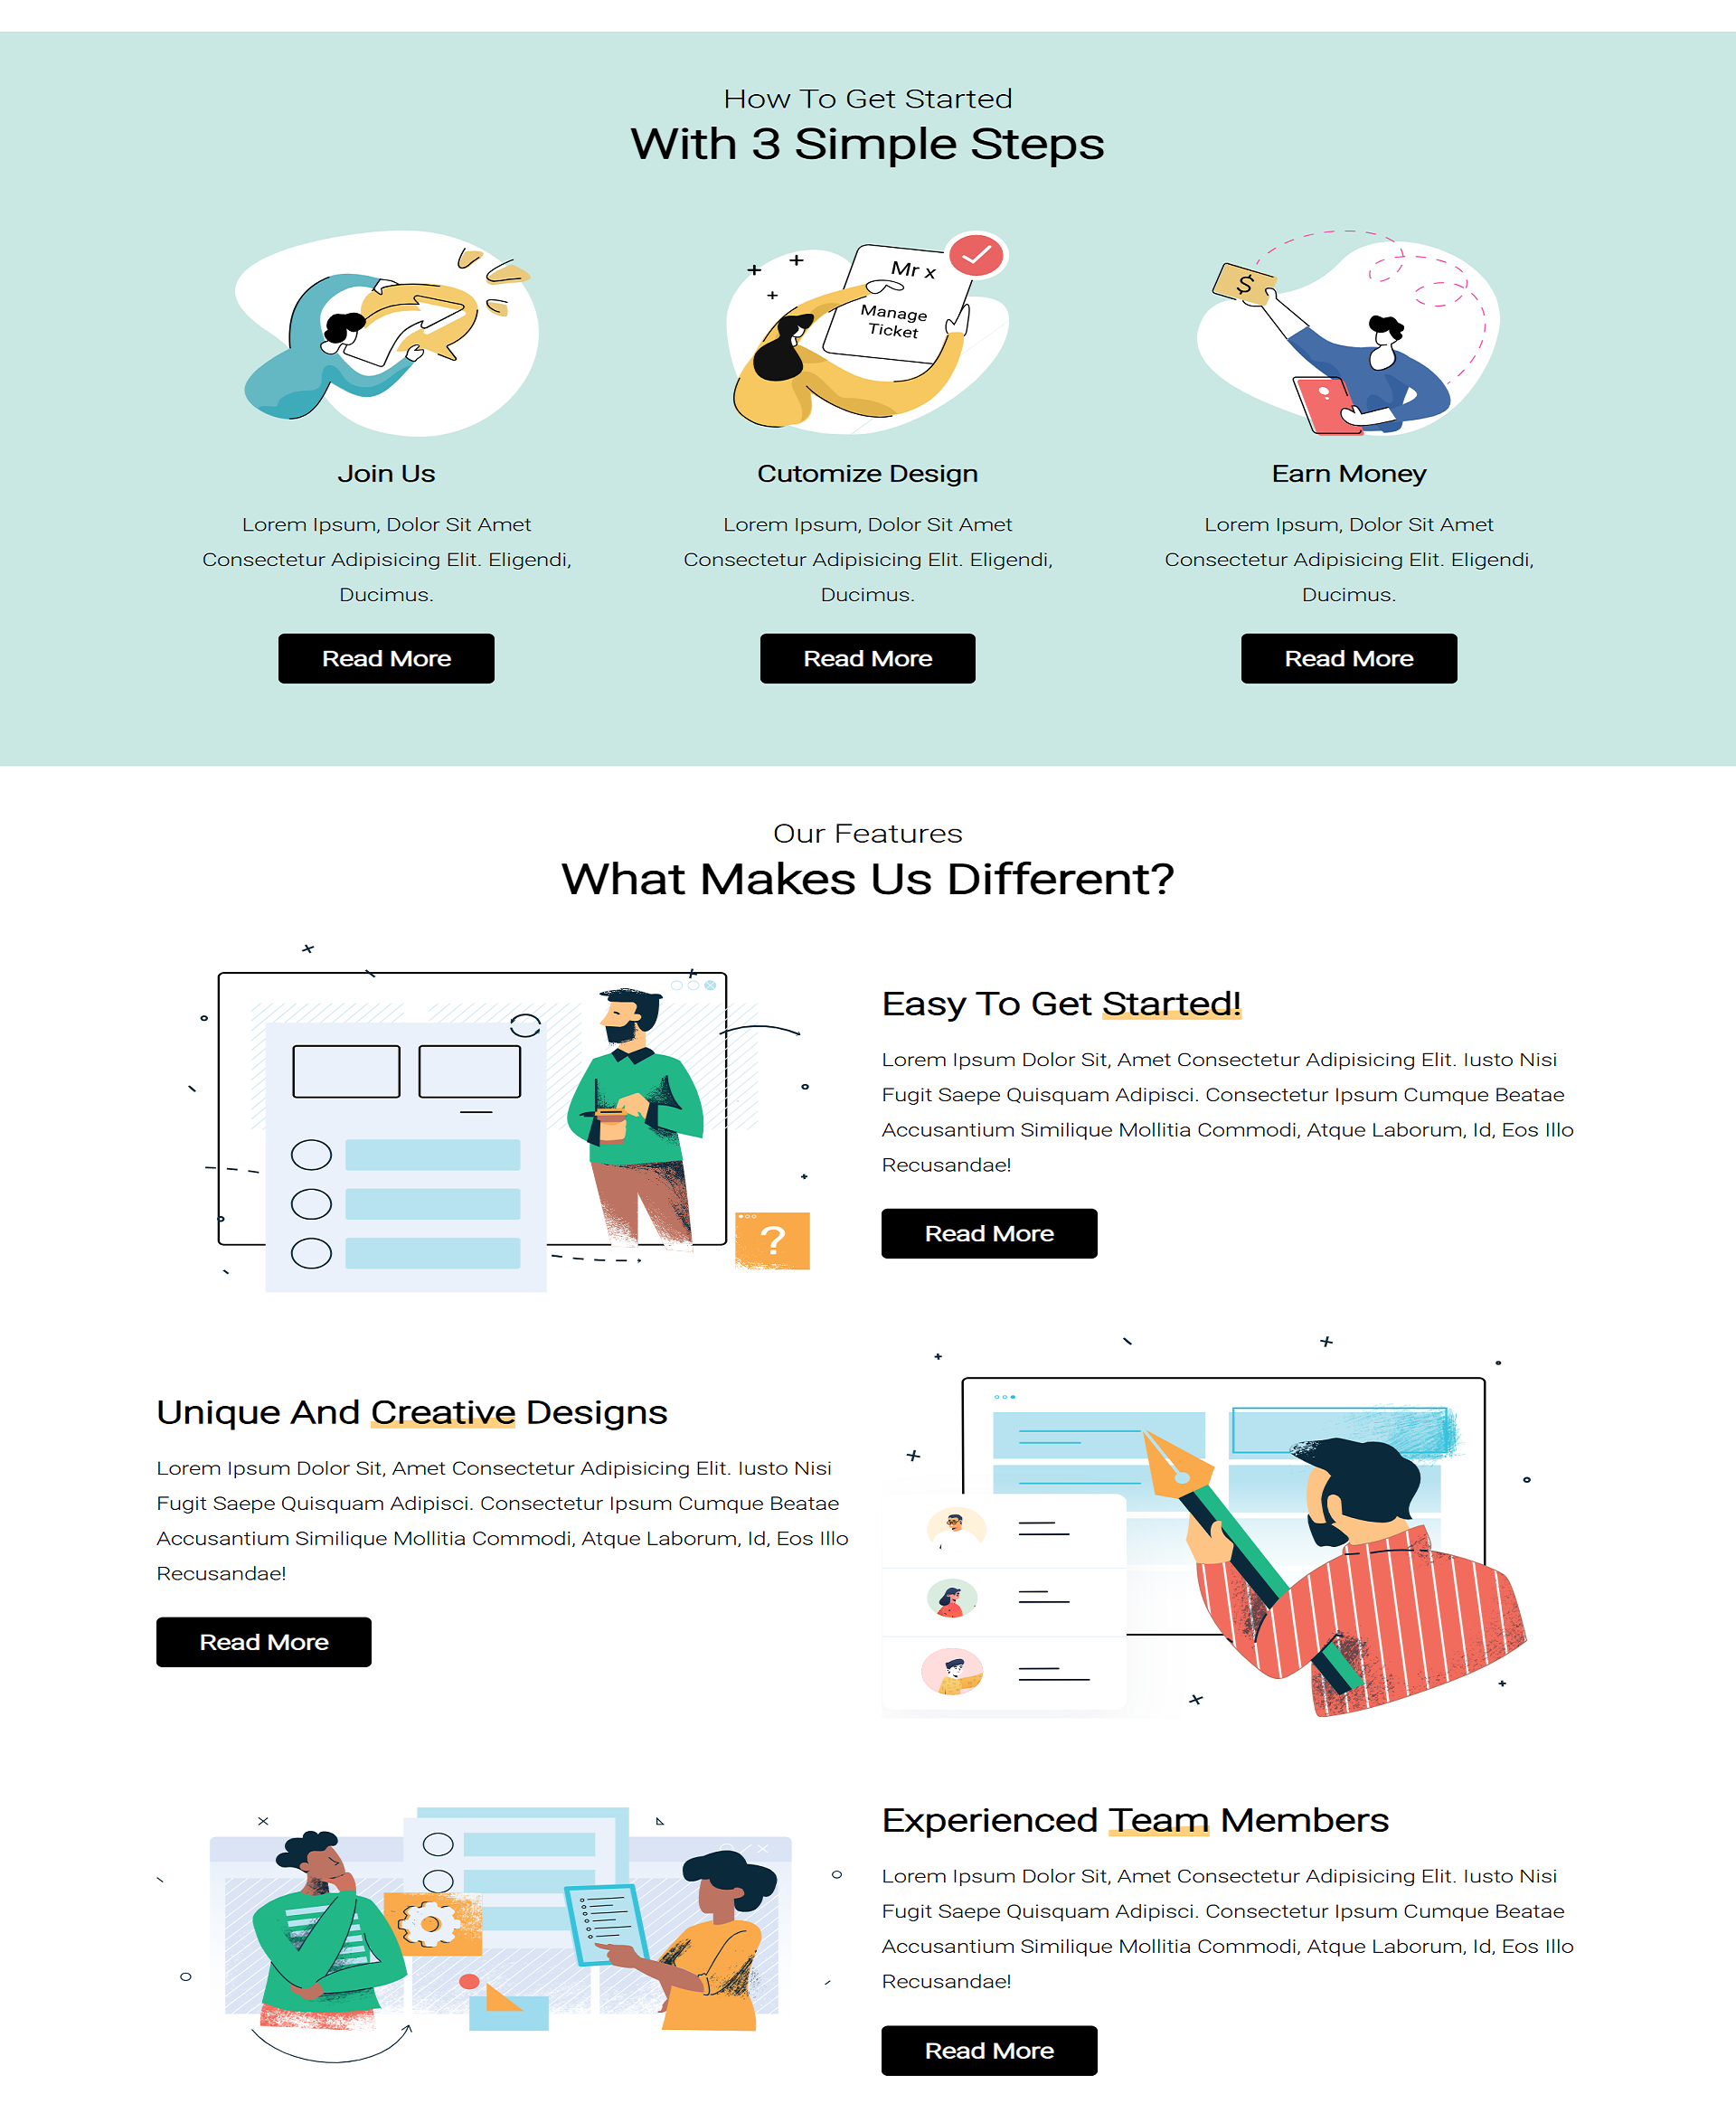 How To Get Started
With 3 Simple Steps
Mr x
Manage
Ticket
$
Join Us
Lorem Ipsum, Dolor Sit Amet
Consectetur Adipisicing Elit. Eligendi,
Ducimus.
Read More
Cutomize Design
Lorem Ipsum, Dolor Sit Amet
Consectetur Adipisicing Elit. Eligendi,
Ducimus.
Read More
Earn Money
Lorem Ipsum, Dolor Sit Amet
Consectetur Adipisicing Elit. Eligendi,
Ducimus.
Read More
Our Features
What Makes Us Different?
?
Easy To Get Started!
Lorem Ipsum Dolor Sit, Amet Consectetur Adipisicing Elit. Iusto Nisi
Fugit Saepe Quisquam Adipisci. Consectetur Ipsum Cumque Beatae
Accusantium Similique Mollitia Commodi, Atque Laborum, Id, Eos Illo
Recusandae!
Read More
Unique And Creative Designs
Lorem Ipsum Dolor Sit, Amet Consectetur Adipisicing Elit. Iusto Nisi
Fugit Saepe Quisquam Adipisci. Consectetur Ipsum Cumque Beatae
Accusantium Similique Mollitia Commodi, Atque Laborum, Id, Eos Illo
Recusandae!
Read More
Experienced Team Members
Lorem Ipsum Dolor Sit, Amet Consectetur Adipisicing Elit. Iusto Nisi
Fugit Saepe Quisquam Adipisci. Consectetur Ipsum Cumque Beatae
Accusantium Similique Mollitia Commodi, Atque Laborum, Id, Eos Illo
Recusandae!
Read More